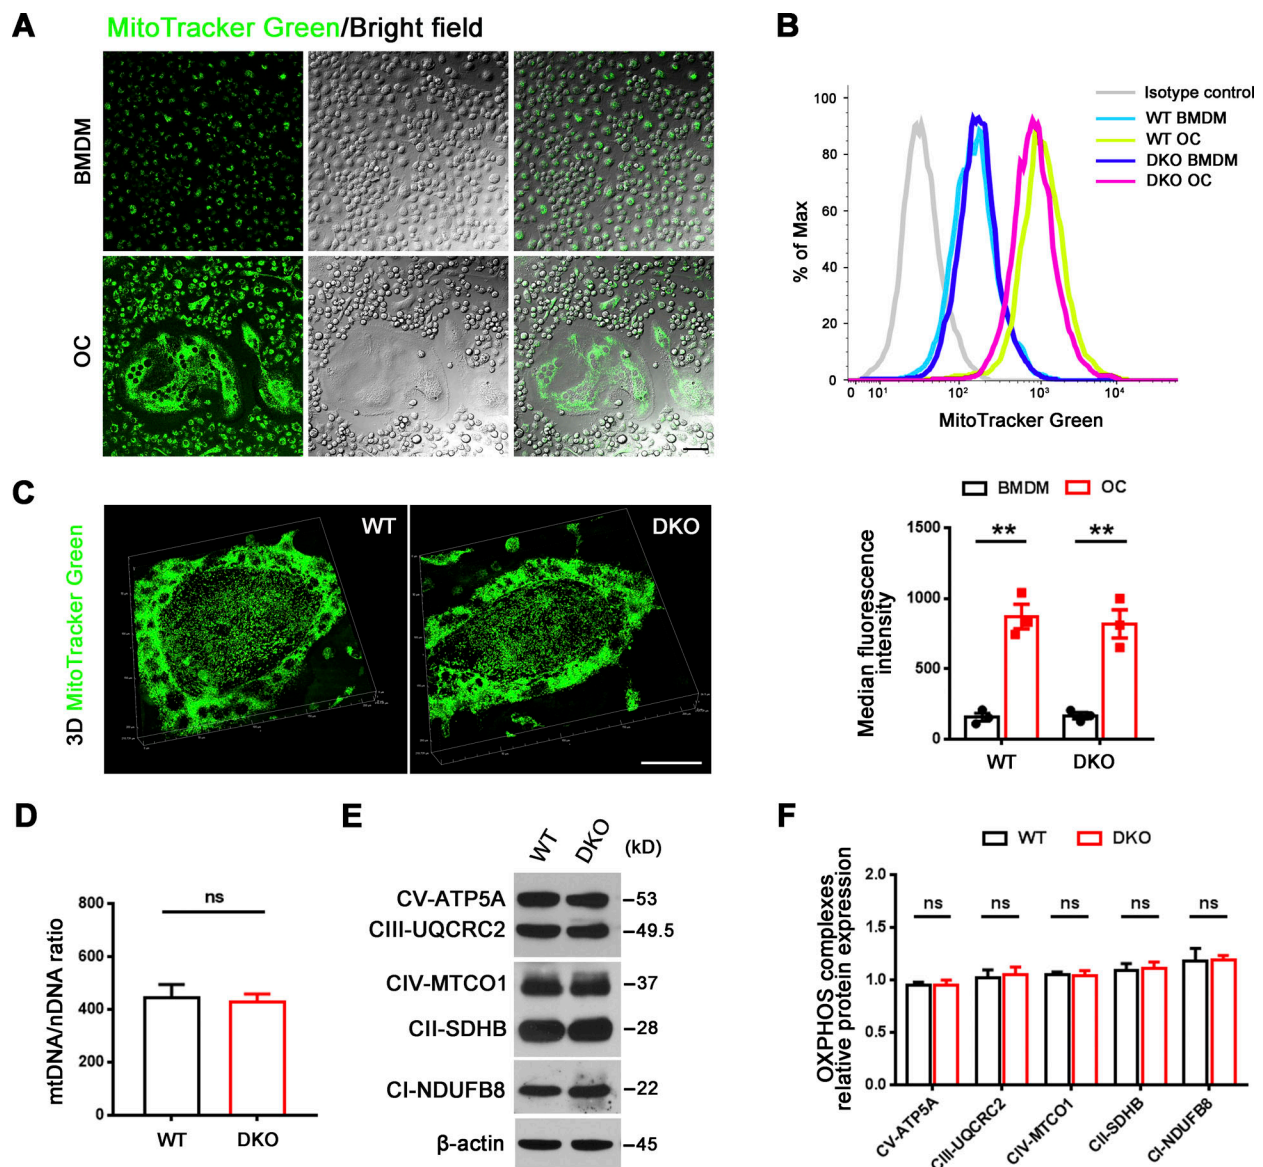 A
MitoTracker Green/Bright field
BMDM
OC
B
100
80
60
40
20
0
% of Max
0 10¹ 10² 10³ 10⁴
MitoTracker Green
Isotype control
WT BMDM
WT OC
DKO BMDM
DKO OC
BMDM OC
1500
1000
500
0
Median fluorescence
intensity
** **
WT DKO
C
3D MitoTracker Green
WT
DKO
D
800
600
400
200
0
mtDNA/nDNA ratio
ns
WT DKO
E
WT DKO (kD)
CV-ATP5A –53
CIII-UQCRC2 –49.5
CIV-MTCO1 –37
CII-SDHB –28
CI-NDUFB8 –22
β-actin –45
F
WT DKO
2.0
1.5
1.0
0.5
0.0
OXPHOS complexes
relative protein expression
ns ns ns ns ns
CV-ATP5A
CIII-UQCRC2
CIV-MTCO1
CII-SDHB
CI-NDUFB8